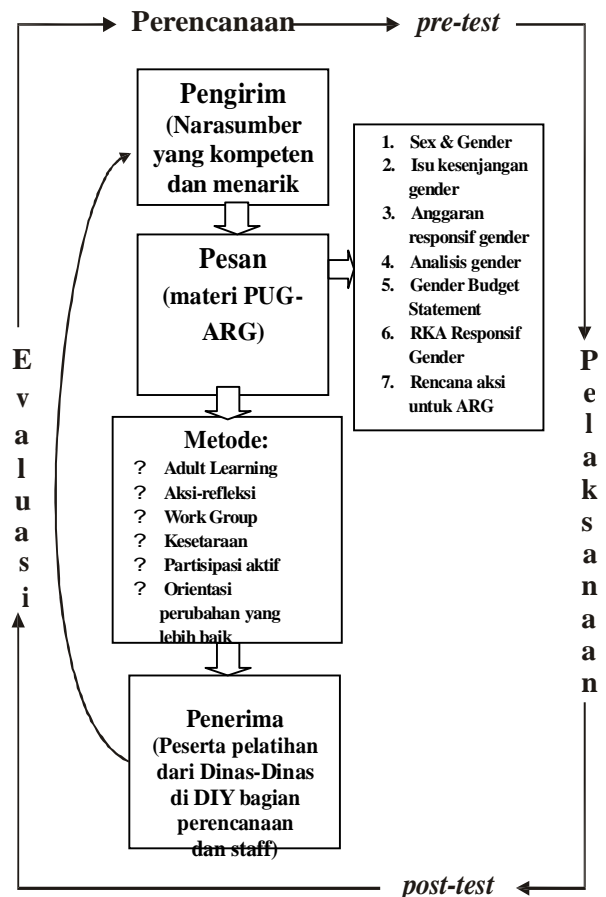 Perencanaan
pre-test
Pengirim
(Narasumber
yang kompeten
dan menarik
1. Sex & Gender
2. Isu kesenjangan
gender
3. Anggaran
responsif gender
4. Analisis gender
5. Gender Budget
Statement
6. RKA Responsif
Gender
7. Rencana aksi
untuk ARG
Pesan
(materi PUG-
ARG)
Metode:
? Adult Learning
? Aksi-refleksi
? Work Group
? Kesetaraan
? Partisipasi aktif
? Orientasi
perubahan yang
lebih baik
Penerima
(Peserta pelatihan
dari Dinas-Dinas
di DIY bagian
perencanaan
dan staff)
Evaluasi
Pelaksanaan
post-test